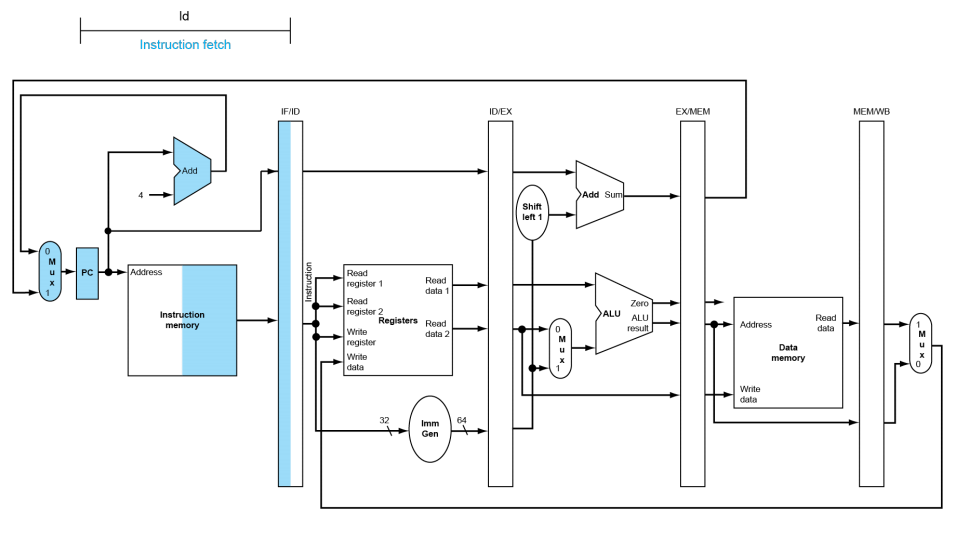 ld
Instruction fetch
IF/ID
ID/EX
EX/MEM
MEM/WB
Add
4
Add Sum
Shift
left 1
0
M
u
x
1
PC
Address
Instruction
memory
Instruction
Read
register 1
Read
register 2
Write
register
Write
data
Registers
Read
data 1
Read
data 2
0
M
u
x
1
Zero
ALU
ALU
result
Address
Read
data
Data
memory
Write
data
1
M
u
x
0
32
Imm
Gen
64